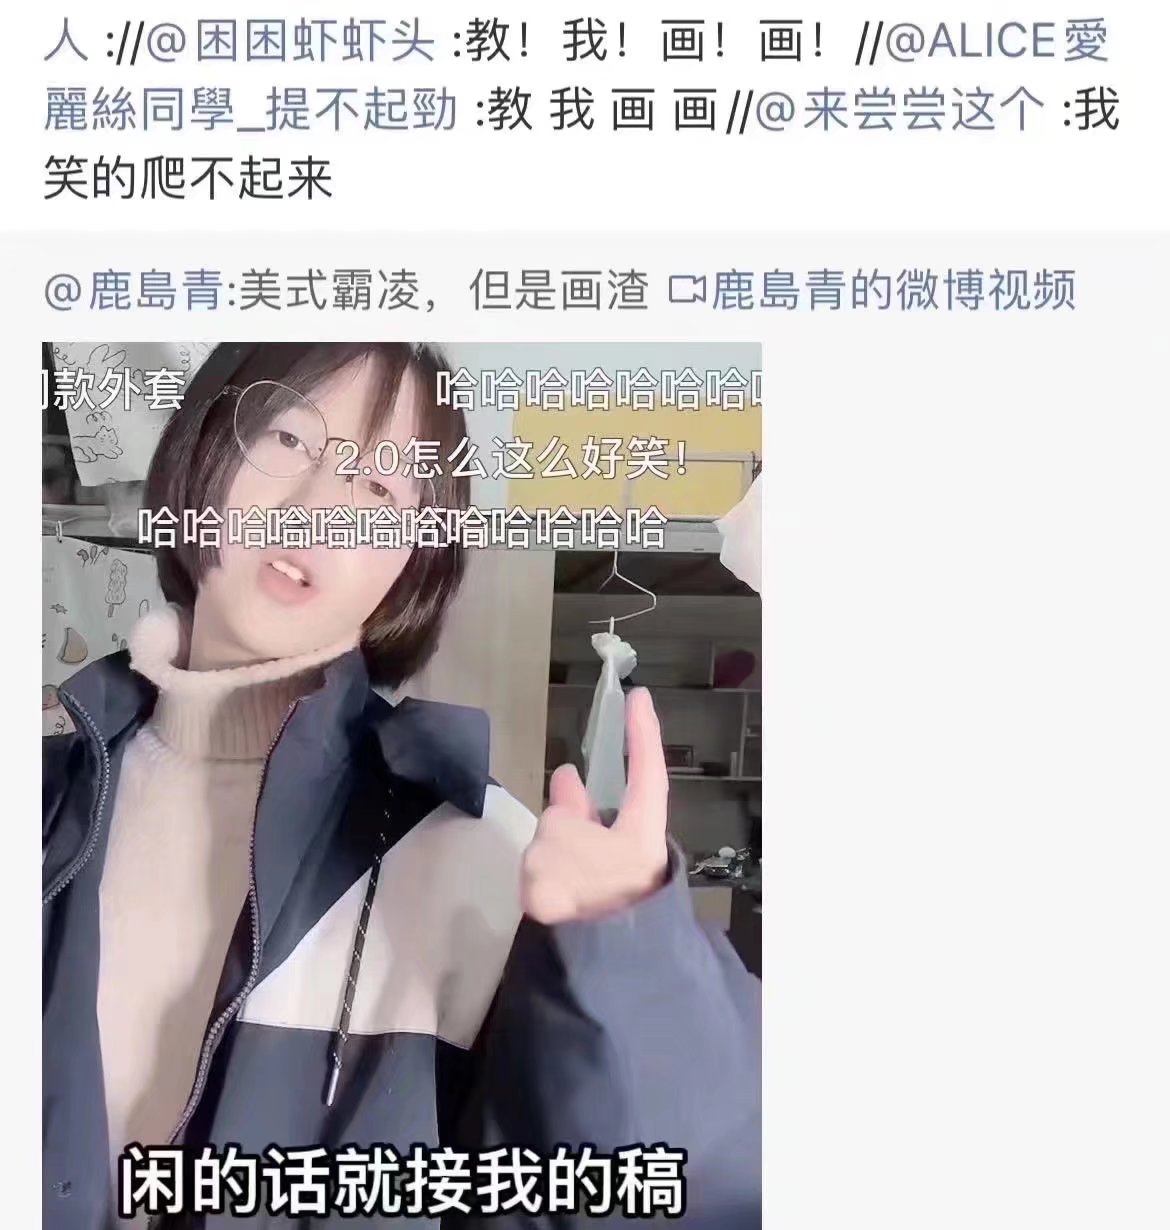 人 ://@困困虾虾头 :教！我！画！画！//@ALICE愛
麗絲同學_提不起勁 :教 我 画 画//@来尝尝这个 :我
笑的爬不起来
@鹿島青:美式霸凌，但是画渣 鹿島青的微博视频
款外套
哈哈哈哈哈哈哈
2.0怎么这么好笑！
哈哈哈哈哈哈哈哈哈哈哈哈
闲的话就接我的稿